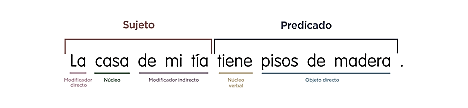 Sujeto Predicado
La casa de mi tía tiene pisos de madera .
Modificador directo Núcleo Modificador indirecto Núcleo verbal Objeto directo